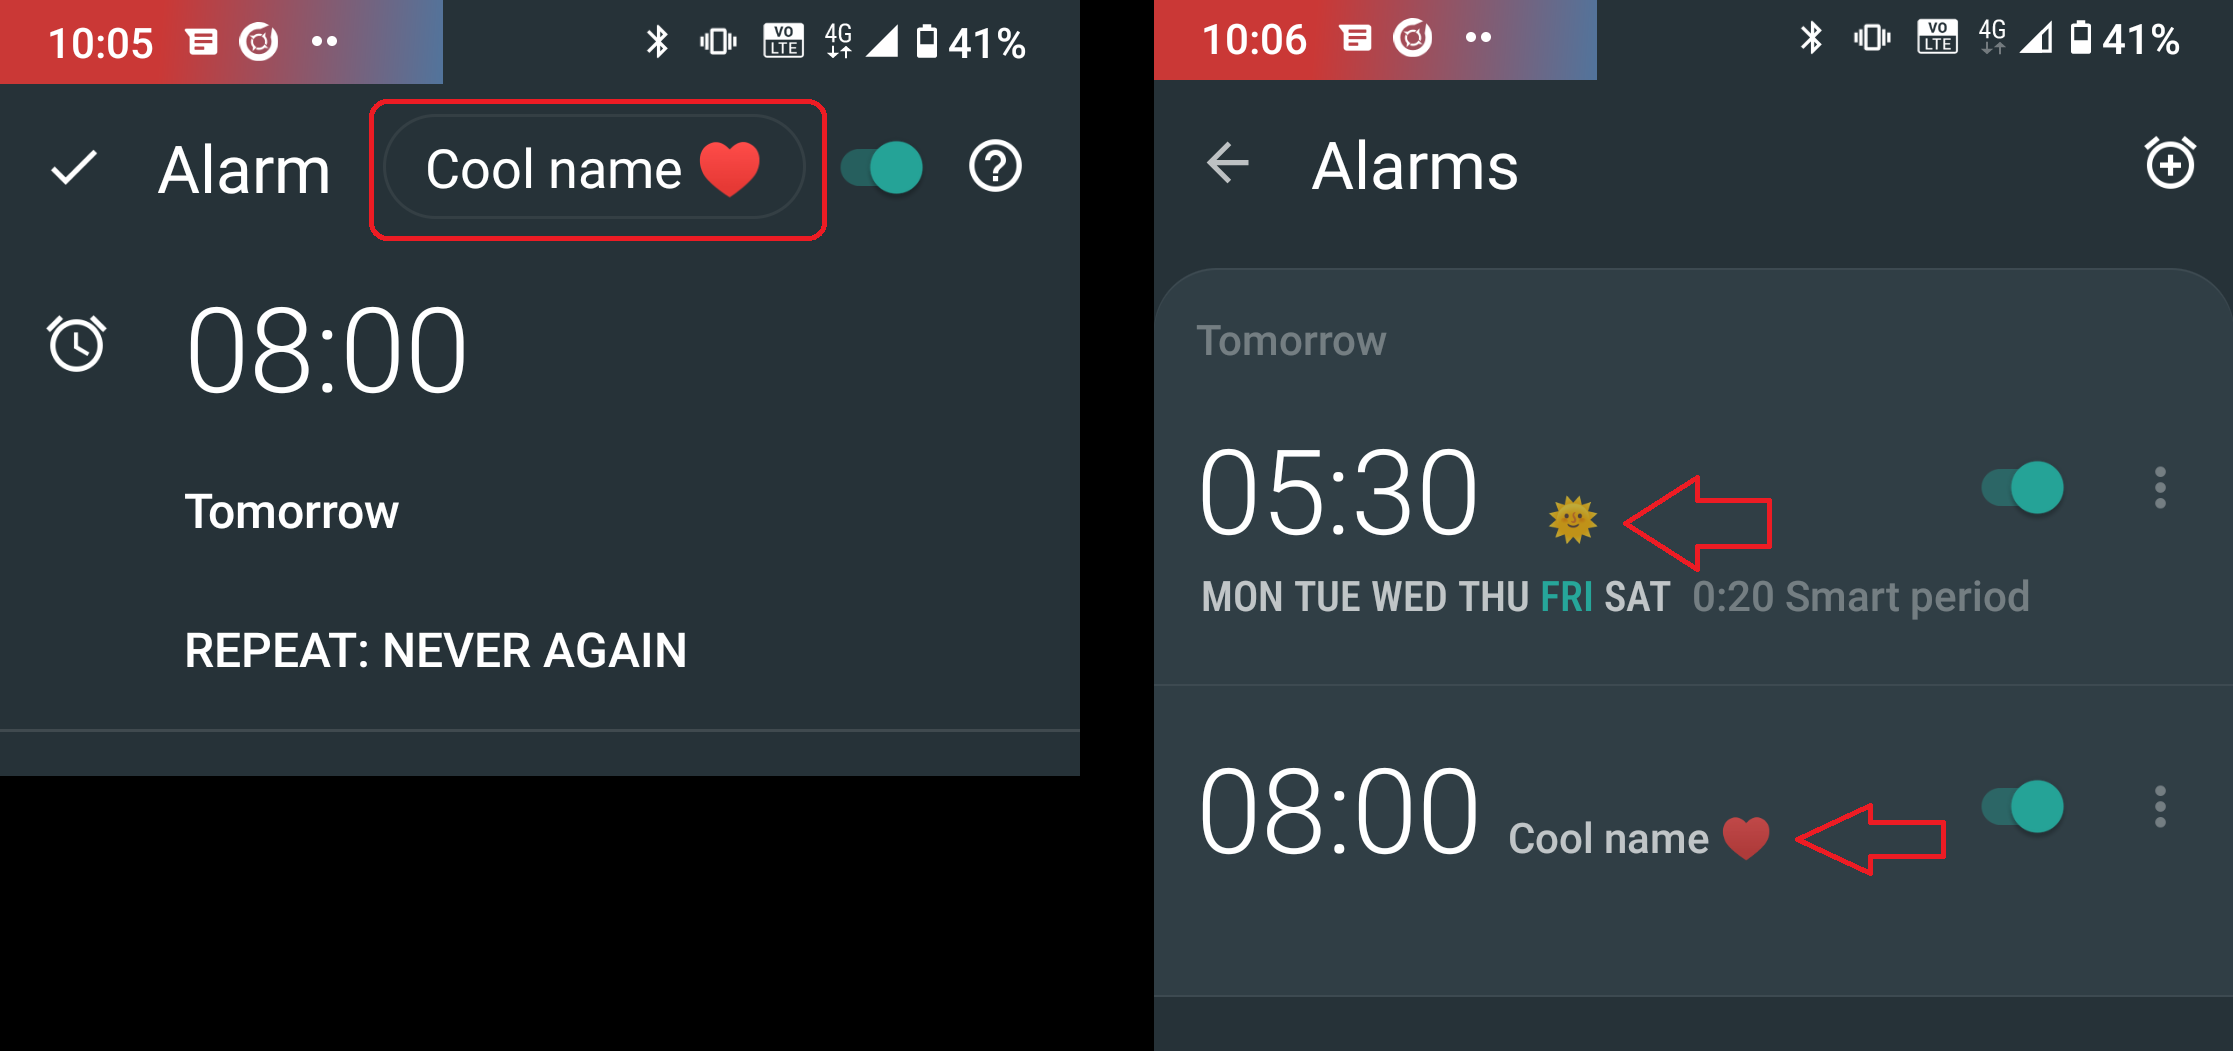 10:05 VO LTE 4G 41%
Alarm Cool name ❤️
08:00
Tomorrow
REPEAT: NEVER AGAIN
10:06 VO LTE 4G 41%
Alarms
Tomorrow
05:30 🌞
MON TUE WED THU FRI SAT 0:20 Smart period
08:00 Cool name ❤️